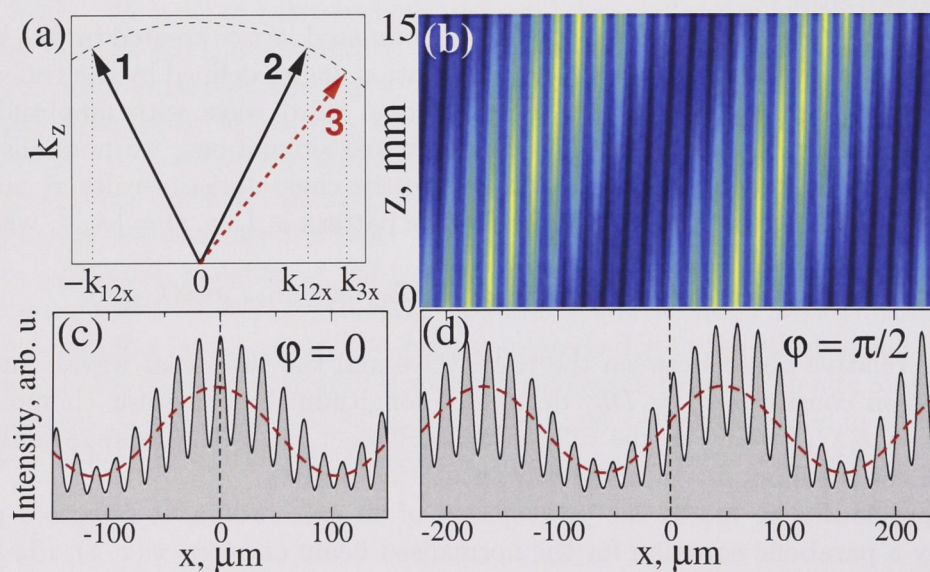 (a)
1
2
3
k_z
−k_12x
0
k_12x
k_3x
(b)
15
z, mm
0
(c)
φ = 0
Intensity, arb. u.
-100
0
100
x, μm
(d)
φ = π/2
-200
-100
0
100
200
x, μm